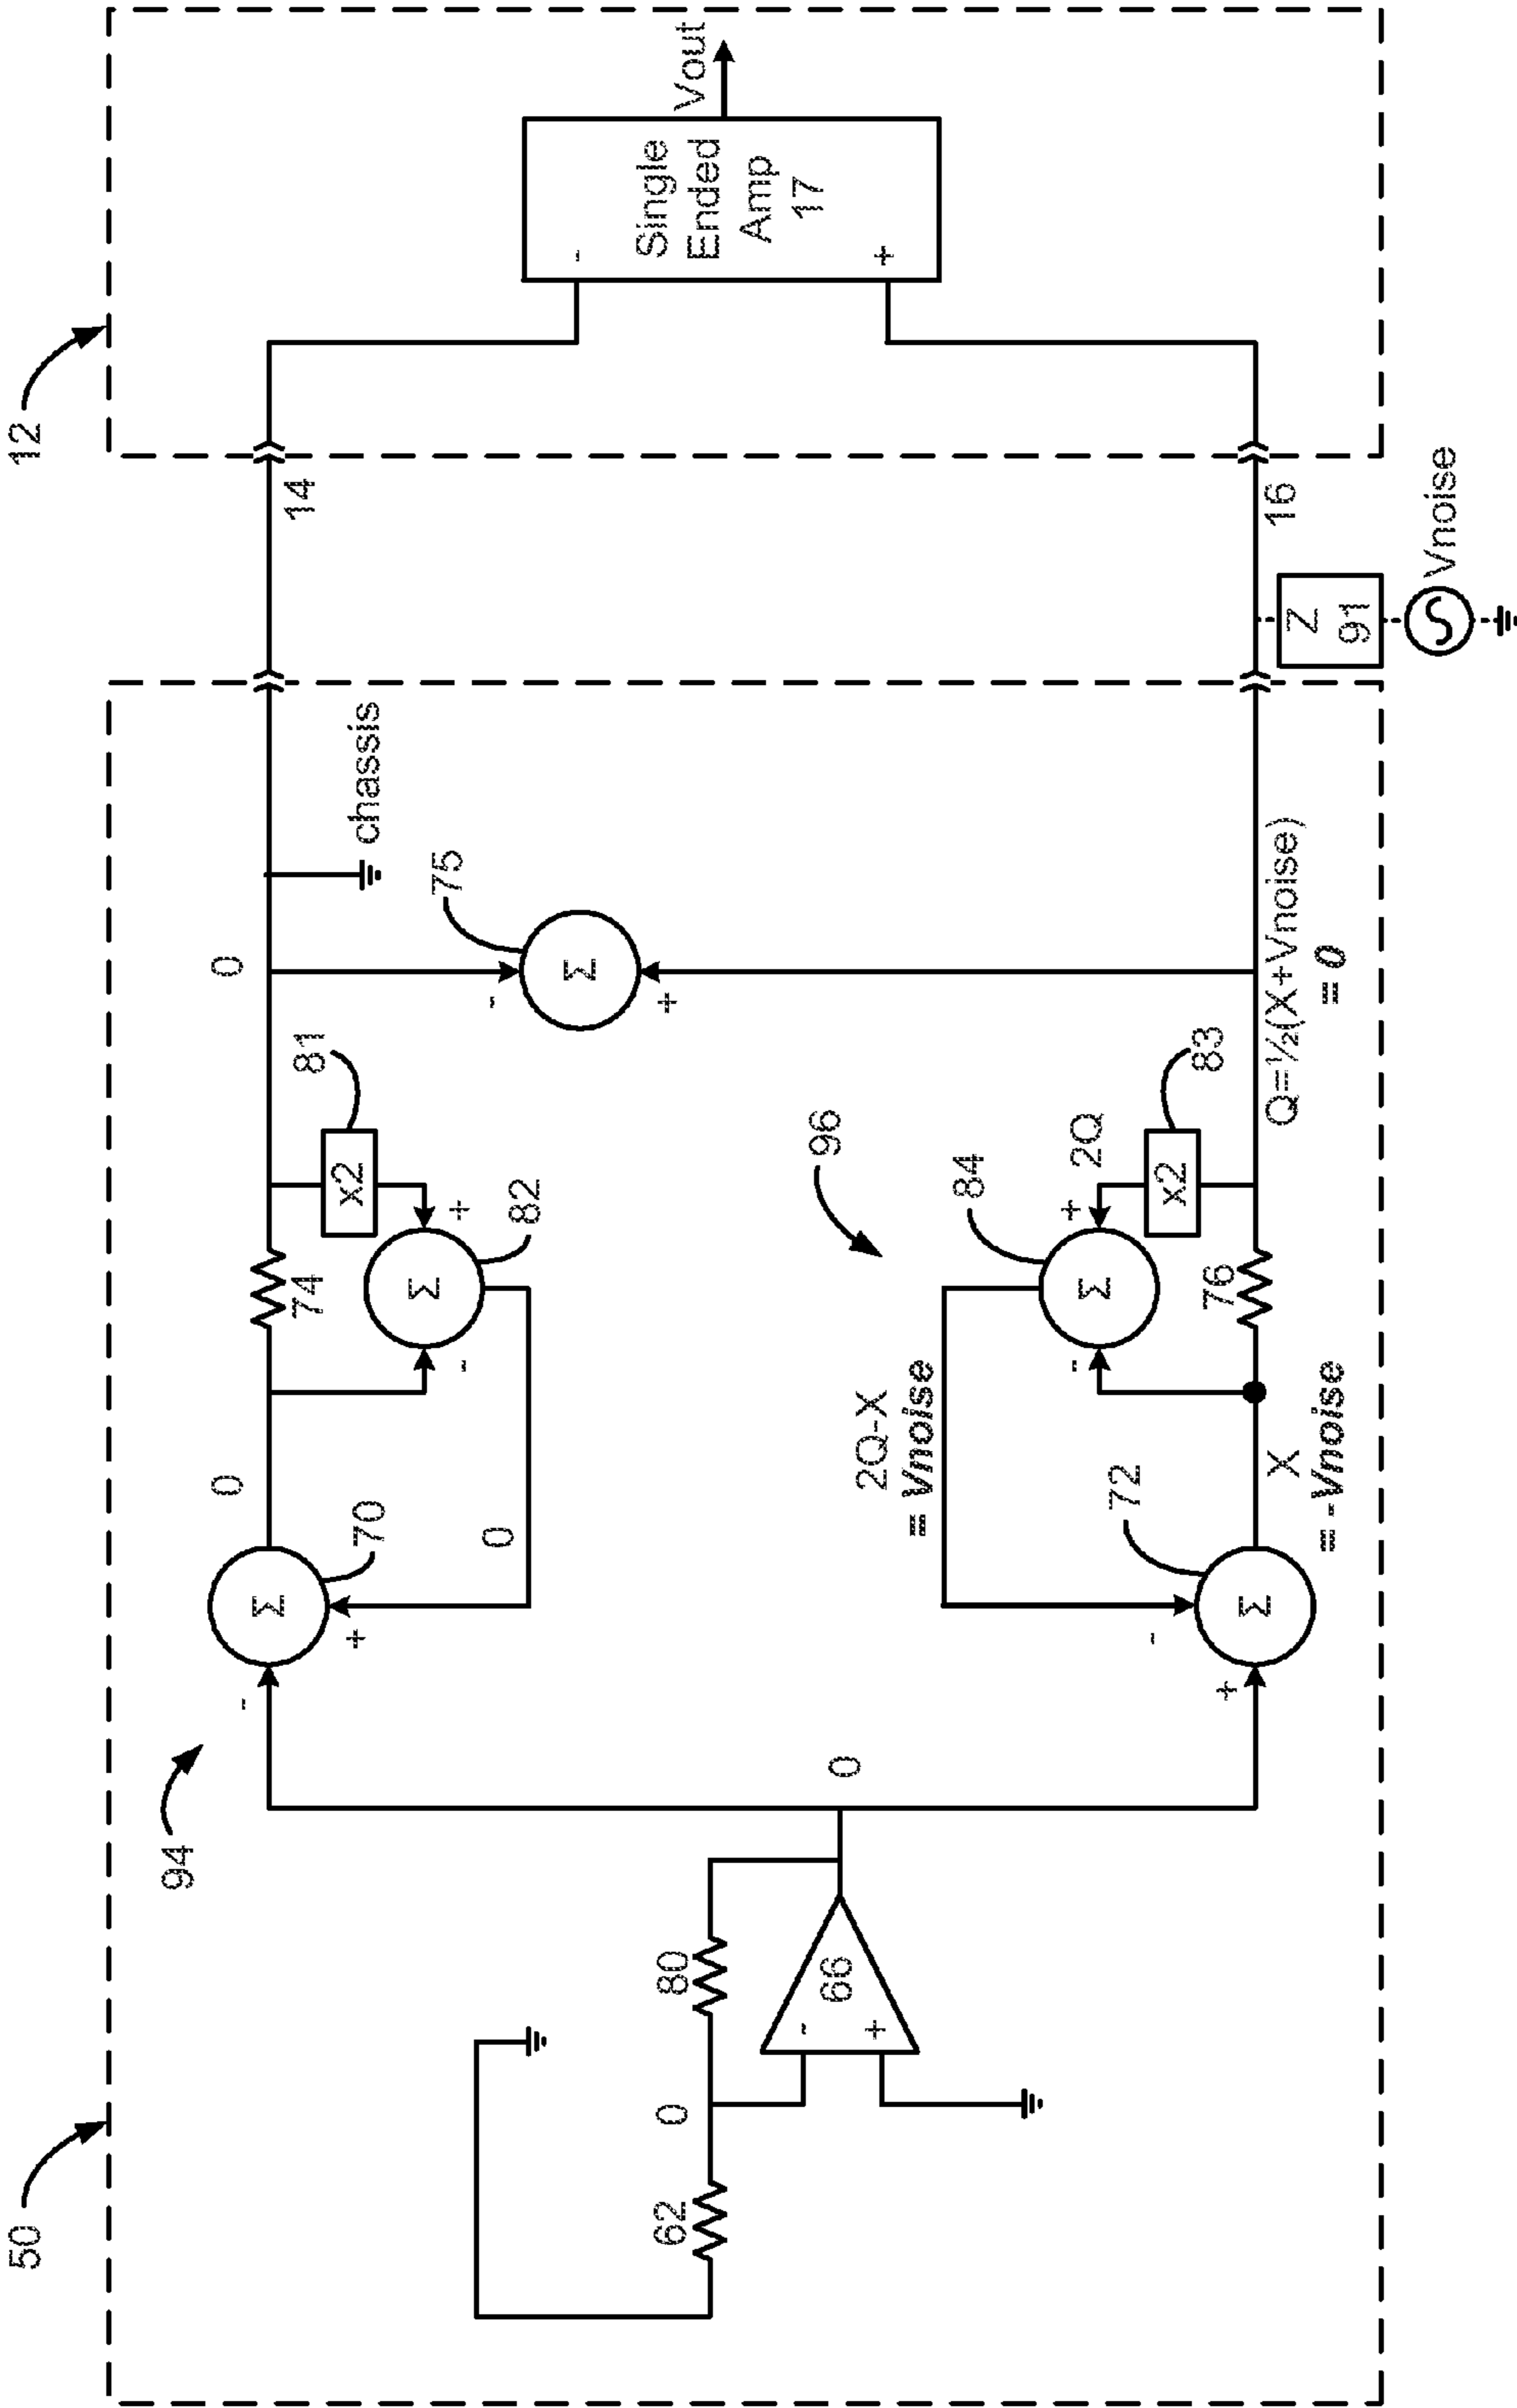 50
12
94
0
70
0
0
74
81
x2
+
82
-
Σ
Σ
+
-
0
75
Σ
-
+
chassis
14
-
Single
Ended
Amp
17
+
Vout
62
0
80
66
-
+
0
96
2Q-X
= Vnoise
84
2Q
+
-
Σ
83
x2
72
-
+
Σ
X
= -Vnoise
76
Q=½(X+Vnoise)
= 0
16
Z
91
Vnoise